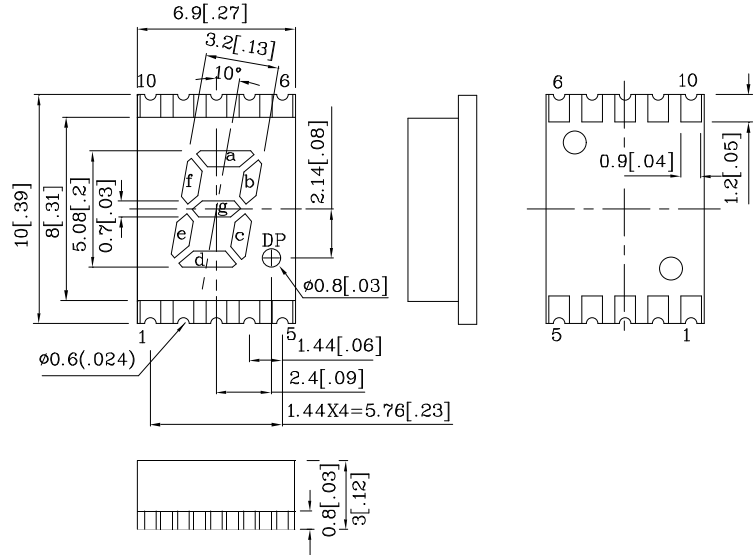 6.9[.27]
3.2[.13]
10°
10
6
a
f
b
g
e
c
d
DP
10[.39]
8[.31]
5.08[.2]
0.7[.03]
2.14[.08]
ø0.8[.03]
1
5
ø0.6(.024)
1.44[.06]
2.4[.09]
1.44X4=5.76[.23]
6
10
0.9[.04]
1.2[.05]
5
1
0.8[.03]
3[.12]